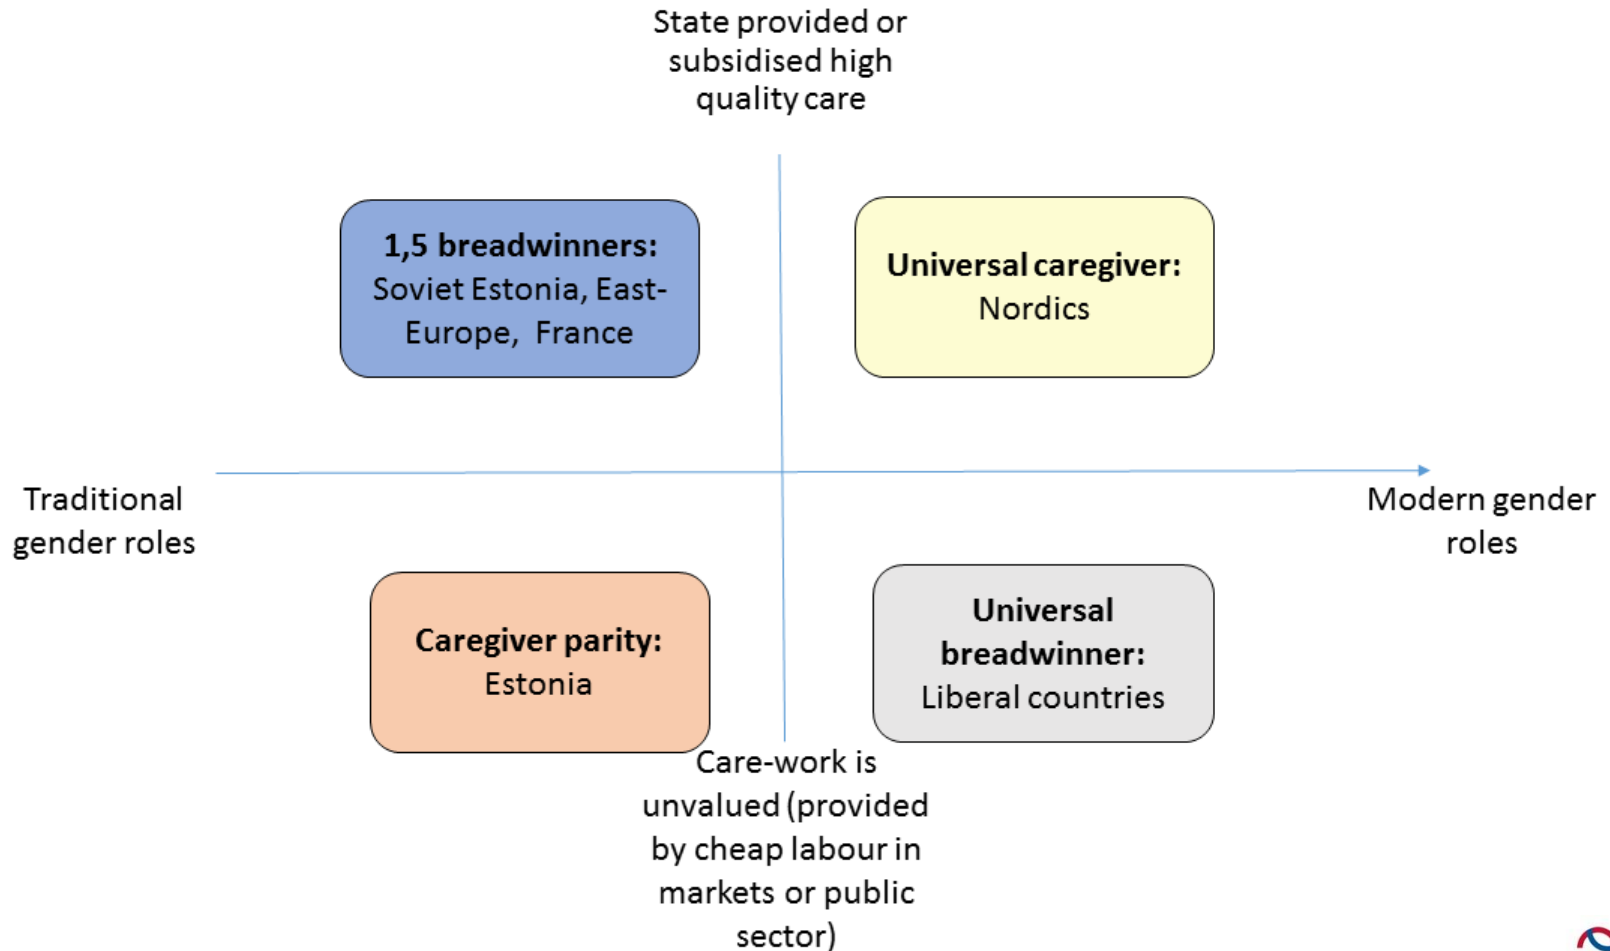 State provided or
subsidised high
quality care
1,5 breadwinners:
Soviet Estonia, East-
Europe, France
Universal caregiver:
Nordics
Traditional
gender roles
Modern gender
roles
Caregiver parity:
Estonia
Universal
breadwinner:
Liberal countries
Care-work is
unvalued (provided
by cheap labour in
markets or public
sector)